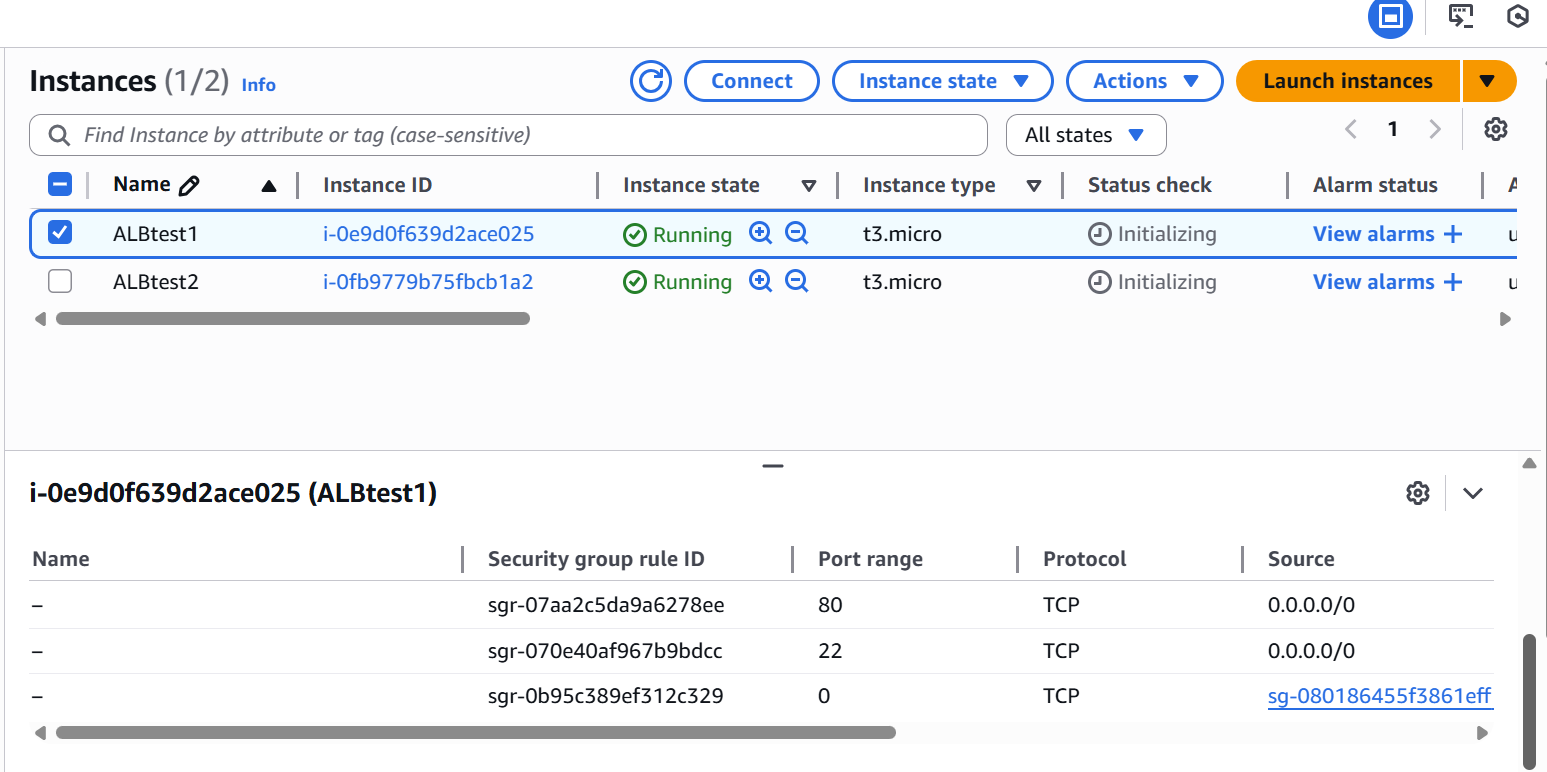 Instances (1/2) Info Connect Instance state Actions Launch instances
Find Instance by attribute or tag (case-sensitive) All states 1
Name Instance ID Instance state Instance type Status check Alarm status
ALBtest1 i-0e9d0f639d2ace025 Running t3.micro Initializing View alarms +
ALBtest2 i-0fb9779b75fbcb1a2 Running t3.micro Initializing View alarms +
i-0e9d0f639d2ace025 (ALBtest1)
Name Security group rule ID Port range Protocol Source
– sgr-07aa2c5da9a6278ee 80 TCP 0.0.0.0/0
– sgr-070e40af967b9bdcc 22 TCP 0.0.0.0/0
– sgr-0b95c389ef312c329 0 TCP sg-080186455f3861eff